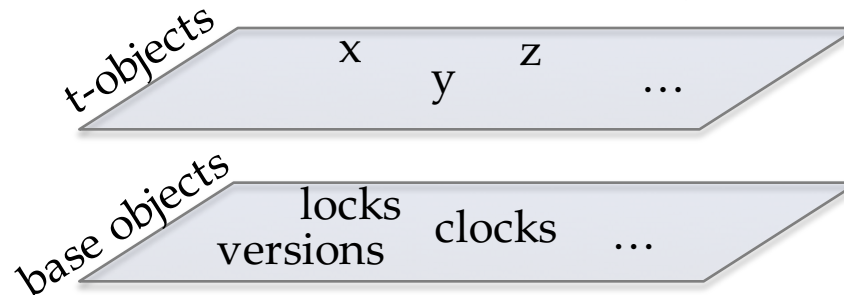 t-objects
x
y
z
...
base objects
locks
versions
clocks
...